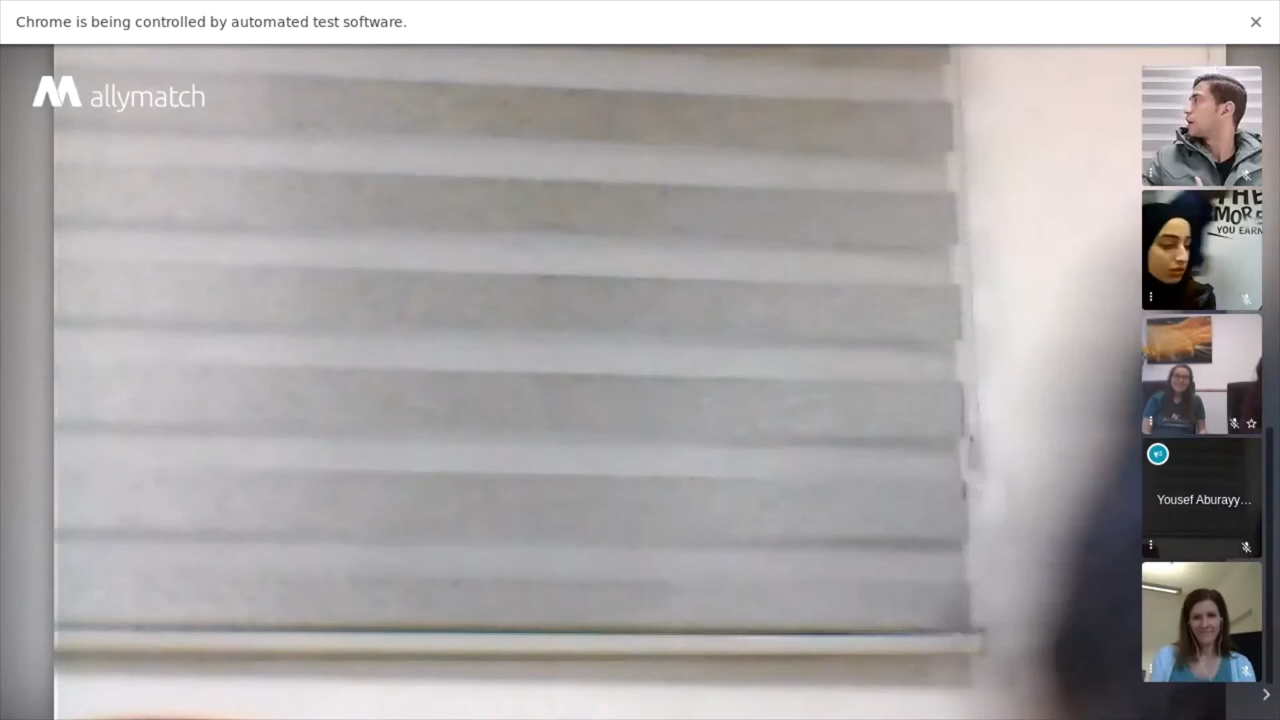 Chrome is being controlled by automated test software.
allymatch
THE
MORE
YOU EARN
Yousef Aburayy...